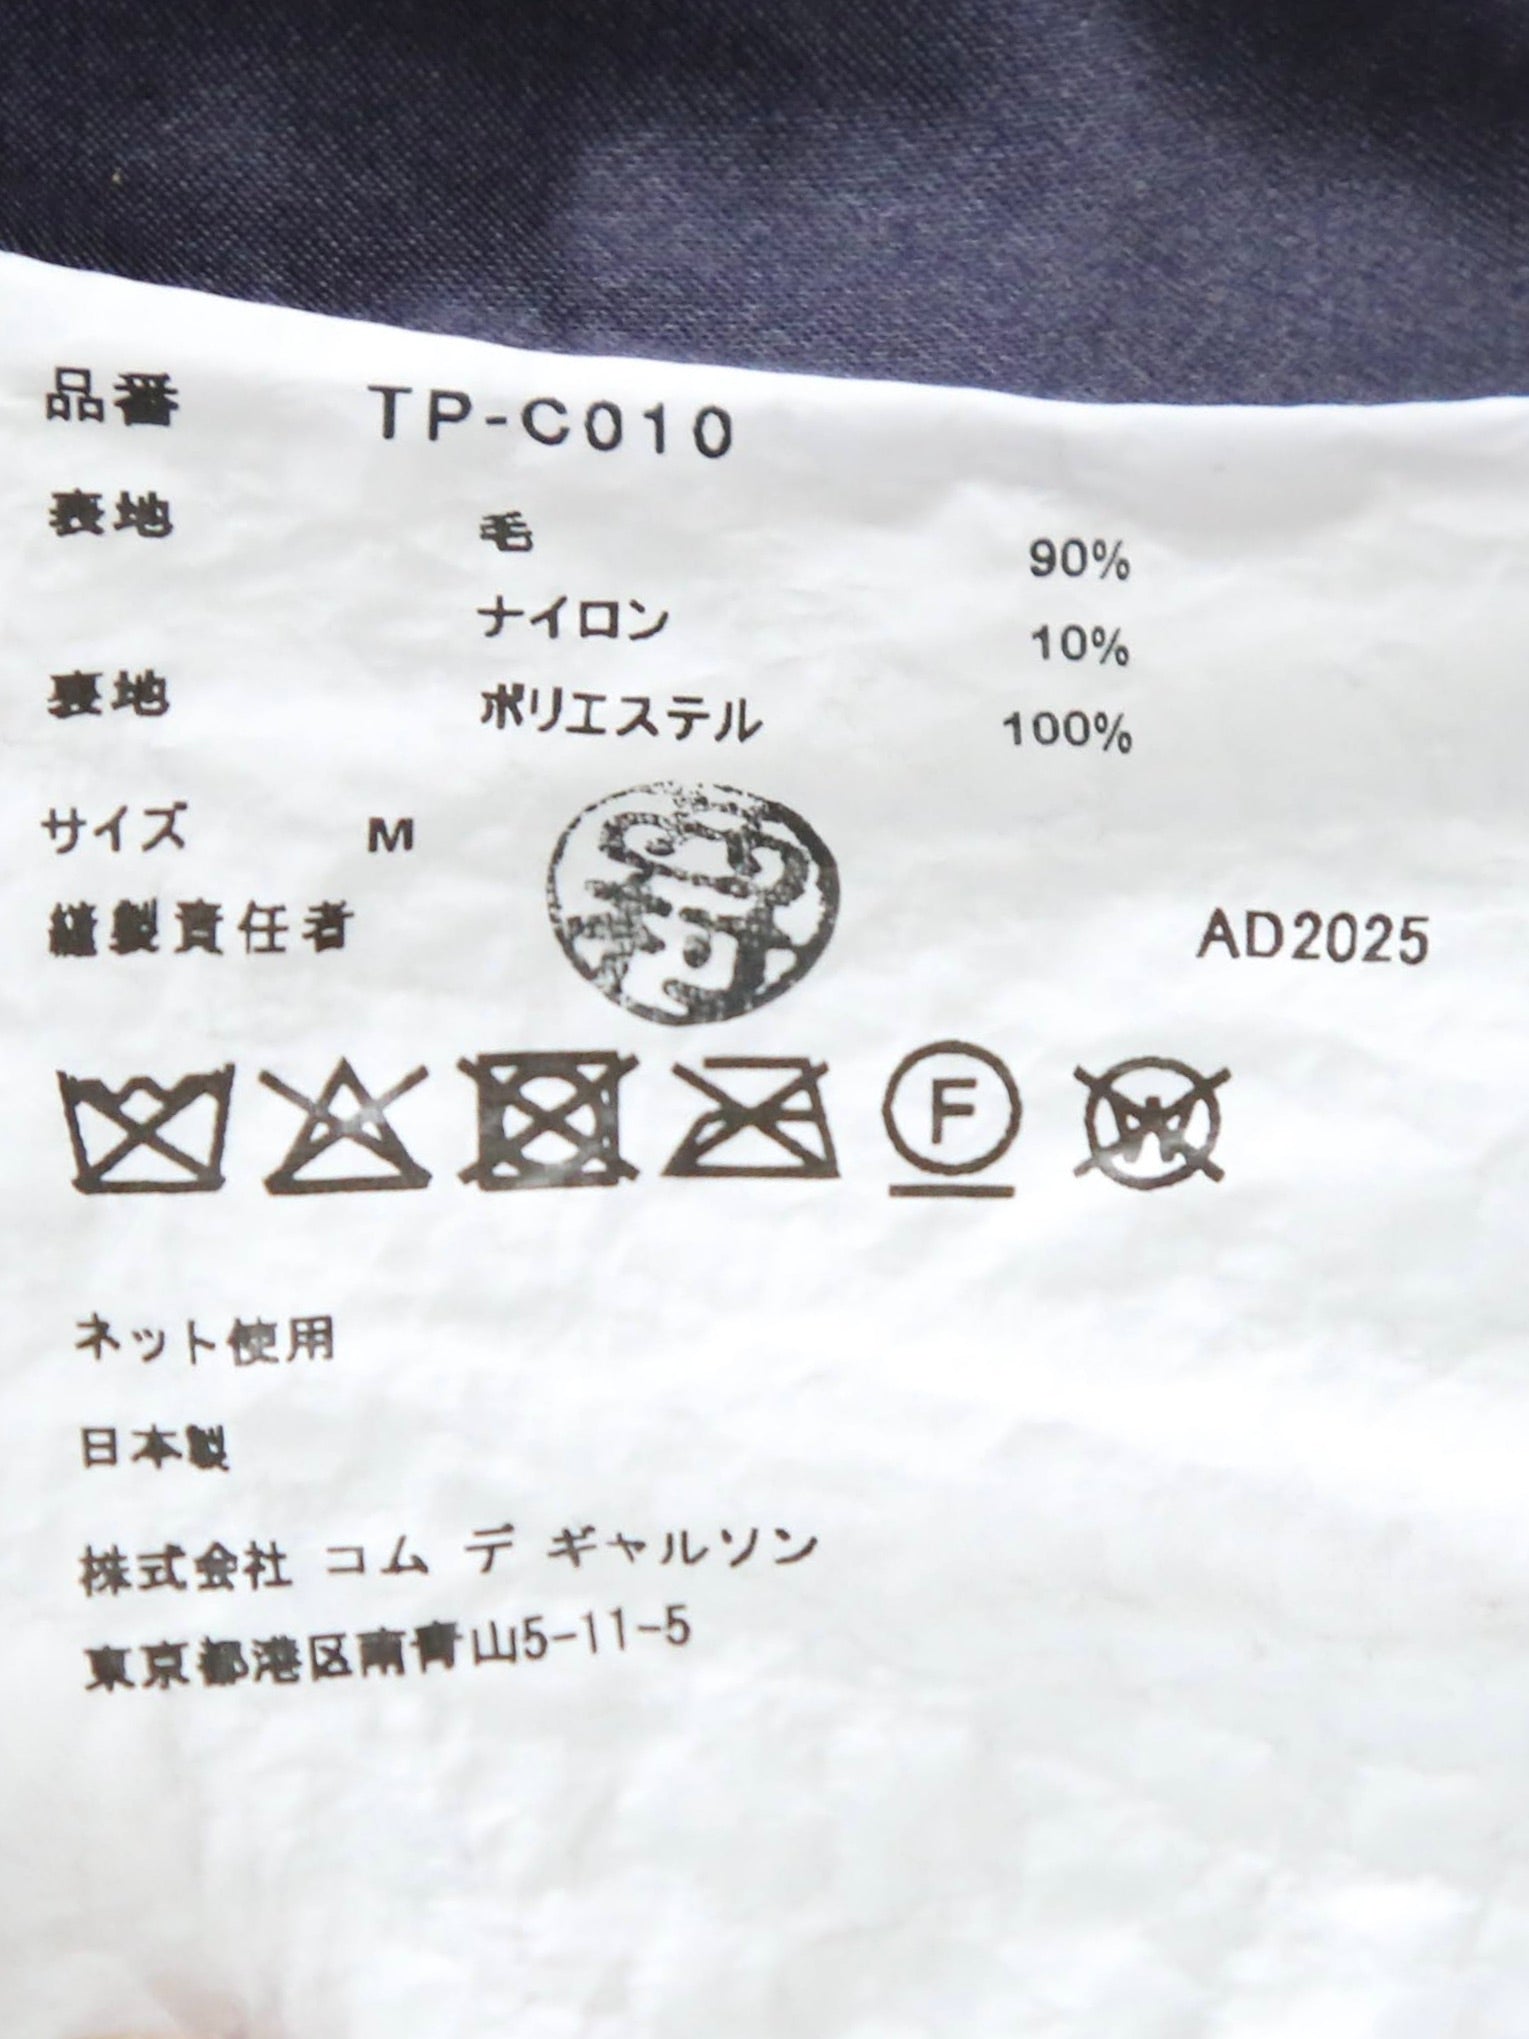 品番 TP-C010
表地 毛 90%
ナイロン 10%
裏地 ポリエステル 100%
サイズ M
縫製責任者 AD2025
F
W
ネット使用
日本製
株式会社 コム デ ギャルソン
東京都港区南青山5-11-5